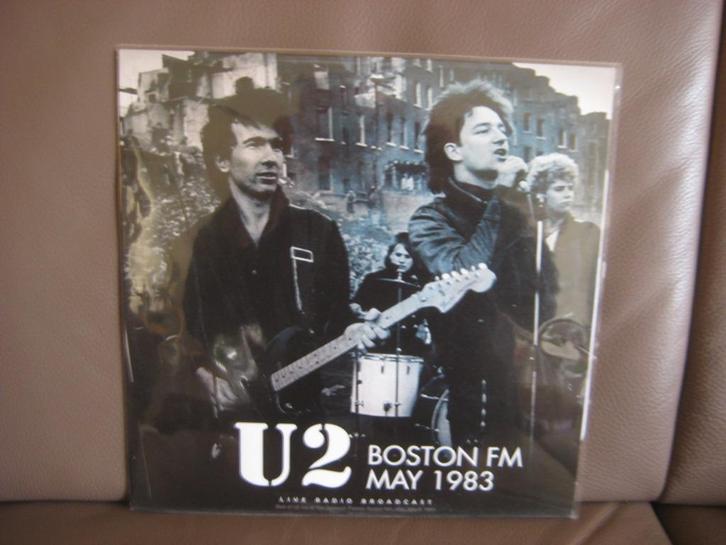 U2
BOSTON FM
MAY 1983
LIVE RADIO BROADCAST